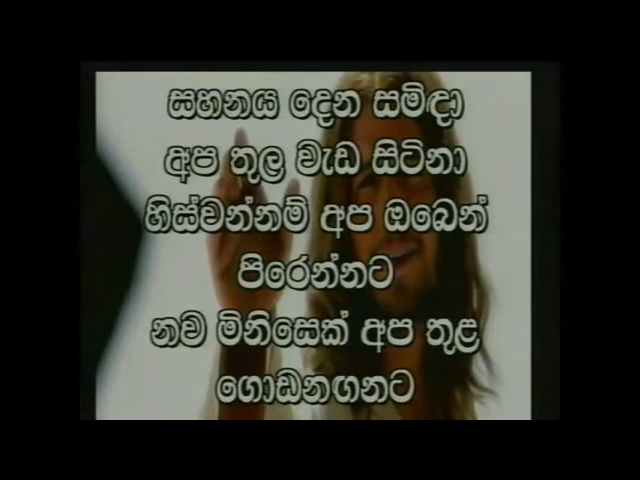 සහනය දෙන සමිඳා
අප තුල වැඩ සිටිනා
හිස්වන්නම් අප ඔබෙන්
පිරෙන්නට
නව මිනිසෙක් අප තුළ
ගොඩනගනට